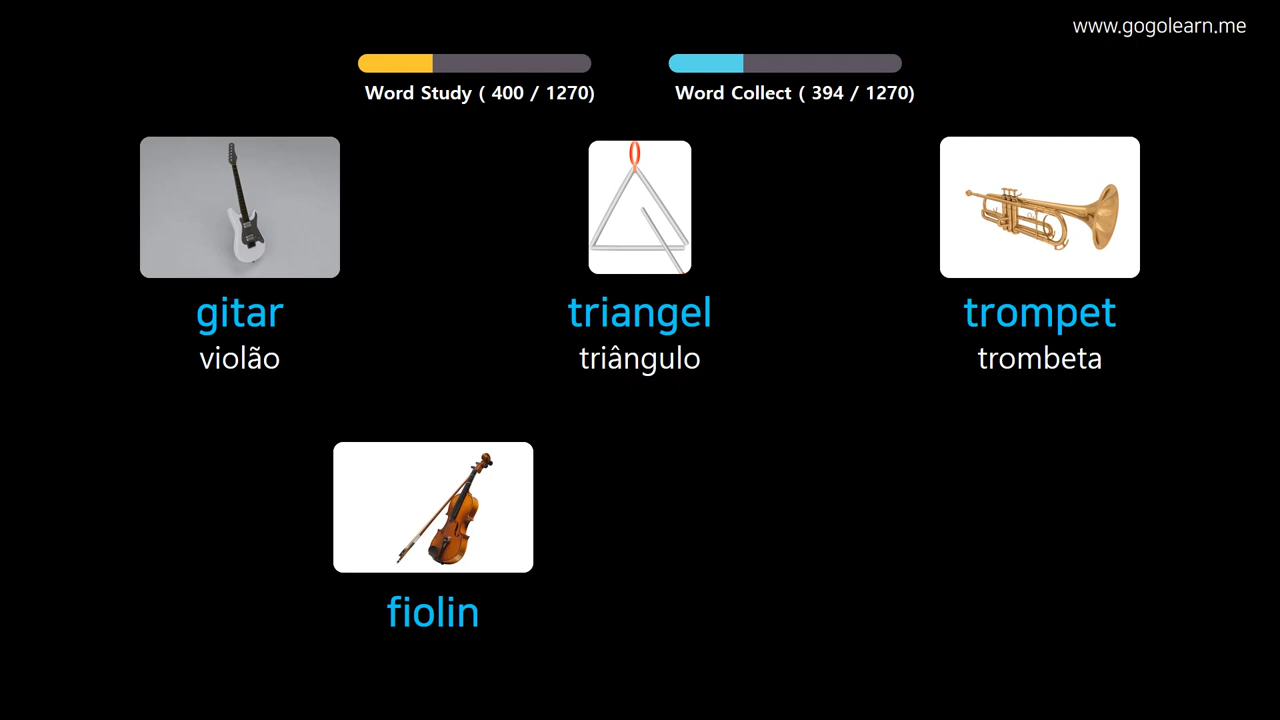 www.gogolearn.me
Word Study ( 400 / 1270)
Word Collect ( 394 / 1270)
gitar
triangel
trompet
violão
triângulo
trombeta
fiolin